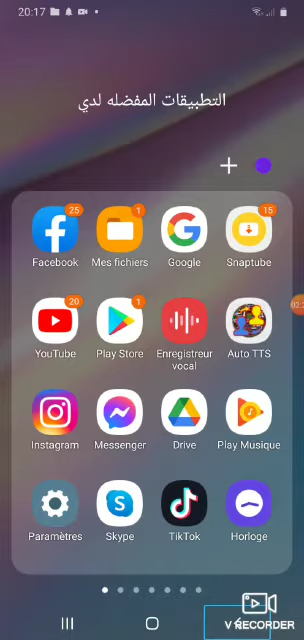 20:17
التطبيقات المفضله لدي
25
1
15
Facebook
Mes fichiers
Google
Snaptube
20
1
YouTube
Play Store
Enregistreur
vocal
Auto TTS
Instagram
Messenger
Drive
Play Musique
Paramètres
Skype
TikTok
Horloge
V RECORDER